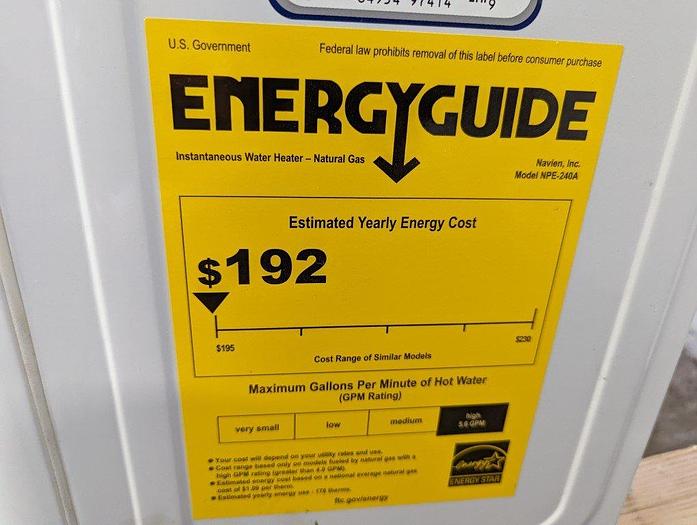 U.S. Government
Federal law prohibits removal of this label before consumer purchase
ENERGYGUIDE
Instantaneous Water Heater – Natural Gas
Navien, Inc.
Model NPE-240A
Estimated Yearly Energy Cost
$192
$195
$230
Cost Range of Similar Models
Maximum Gallons Per Minute of Hot Water
(GPM Rating)
very small
low
medium
high
5.6 GPM
Your cost will depend on your utility rates and use.
Cost range based only on models fueled by natural gas with a
high GPM rating (greater than 4.0 GPM).
Estimated energy cost based on a national average natural gas
cost of $1.09 per therm.
Estimated yearly energy use - 176 therms.
ftc.gov/energy
energy
ENERGY STAR